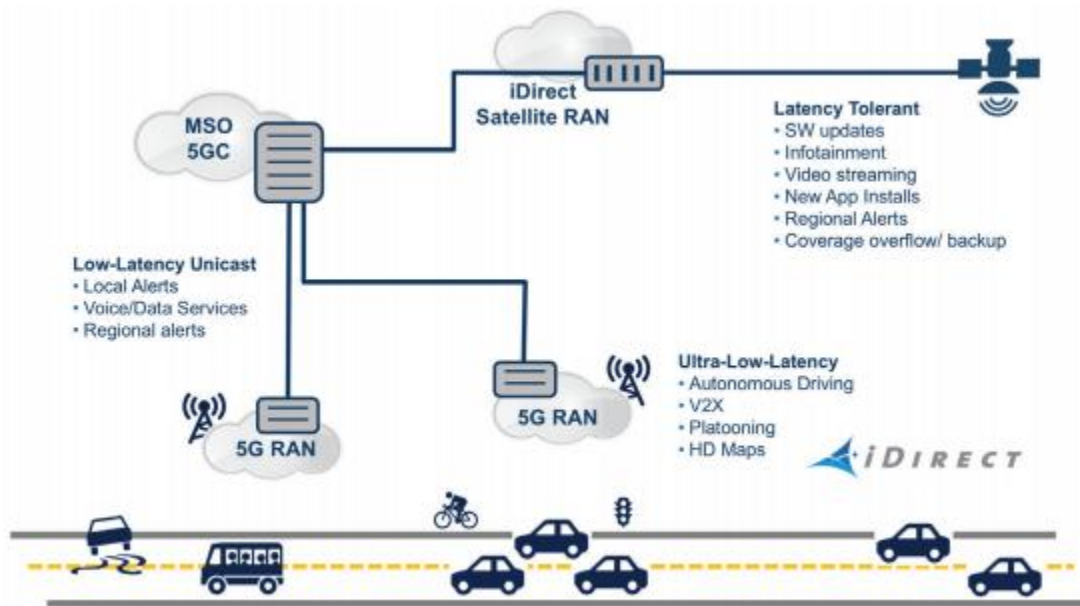 iDirect
Satellite RAN
MSO
5GC
Latency Tolerant
• SW updates
• Infotainment
• Video streaming
• New App Installs
• Regional Alerts
• Coverage overflow/ backup
Low-Latency Unicast
• Local Alerts
• Voice/Data Services
• Regional alerts
5G RAN
5G RAN
Ultra-Low-Latency
• Autonomous Driving
• V2X
• Platooning
• HD Maps
iDIRECT